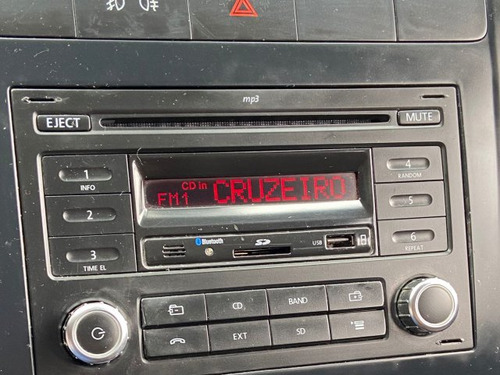 mp3
EJECT MUTE
1 INFO
4 RANDOM
CD in
FM1 CRUZEIRO
2
5
3 TIME EL
6 REPEAT
Bluetooth SD USB
BAND
EXT SD